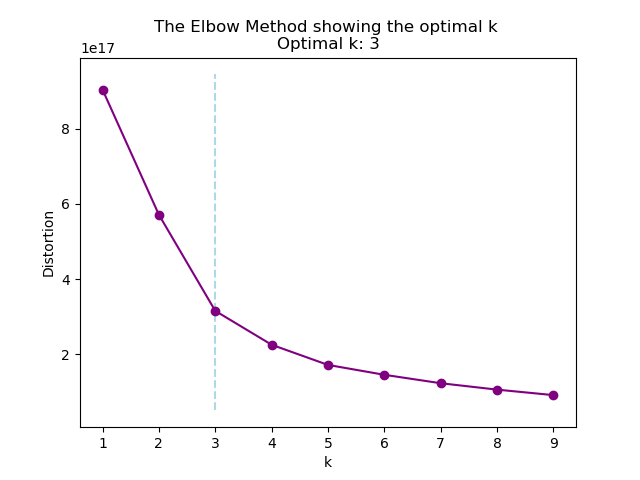 The Elbow Method showing the optimal k
Optimal k: 3
1e17
8
6
4
2
Distortion
1 2 3 4 5 6 7 8 9
k